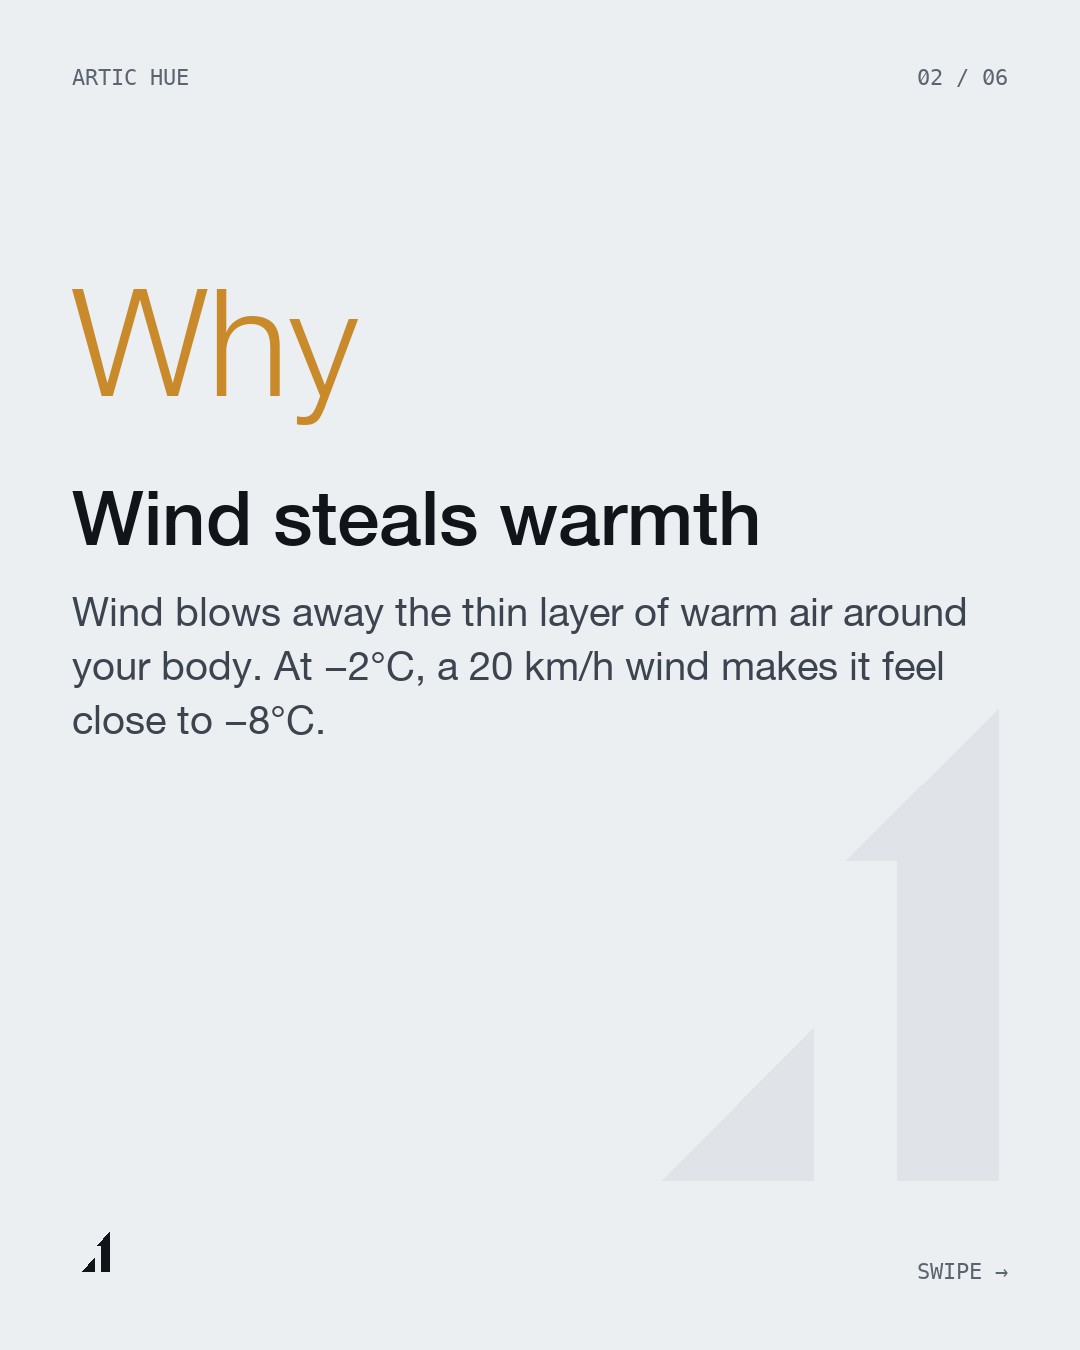 ARTIC HUE
02 / 06
Why
Wind steals warmth
Wind blows away the thin layer of warm air around
your body. At −2°C, a 20 km/h wind makes it feel
close to −8°C.
SWIPE →